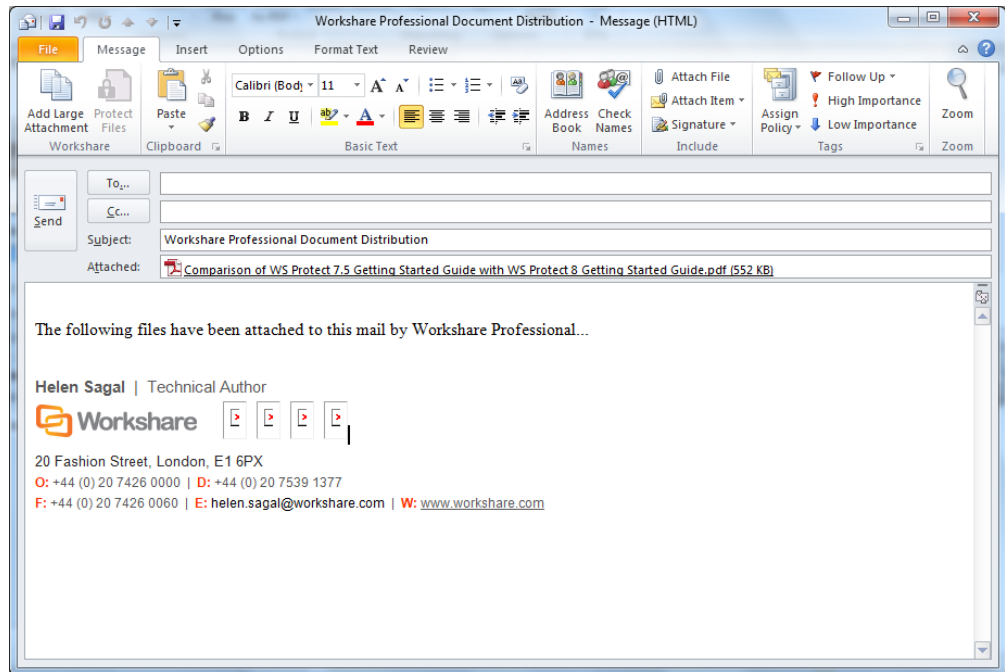 Workshare Professional Document Distribution - Message (HTML)
File Message Insert Options Format Text Review
Calibri (Body 11
Attach File
Follow Up
Attach Item
High Importance
Add Large Attachment
Protect Files
Paste
B I U
Address Book
Check Names
Signature
Assign Policy
Low Importance
Zoom
Workshare Clipboard Basic Text Names Include Tags Zoom
To...
Cc...
Send
Subject: Workshare Professional Document Distribution
Attached: Comparison of WS Protect 7.5 Getting Started Guide with WS Protect 8 Getting Started Guide.pdf (552 KB)
The following files have been attached to this mail by Workshare Professional...
Helen Sagal | Technical Author
Workshare
20 Fashion Street, London, E1 6PX
O: +44 (0) 20 7426 0000 | D: +44 (0) 20 7539 1377
F: +44 (0) 20 7426 0060 | E: helen.sagal@workshare.com | W: www.workshare.com